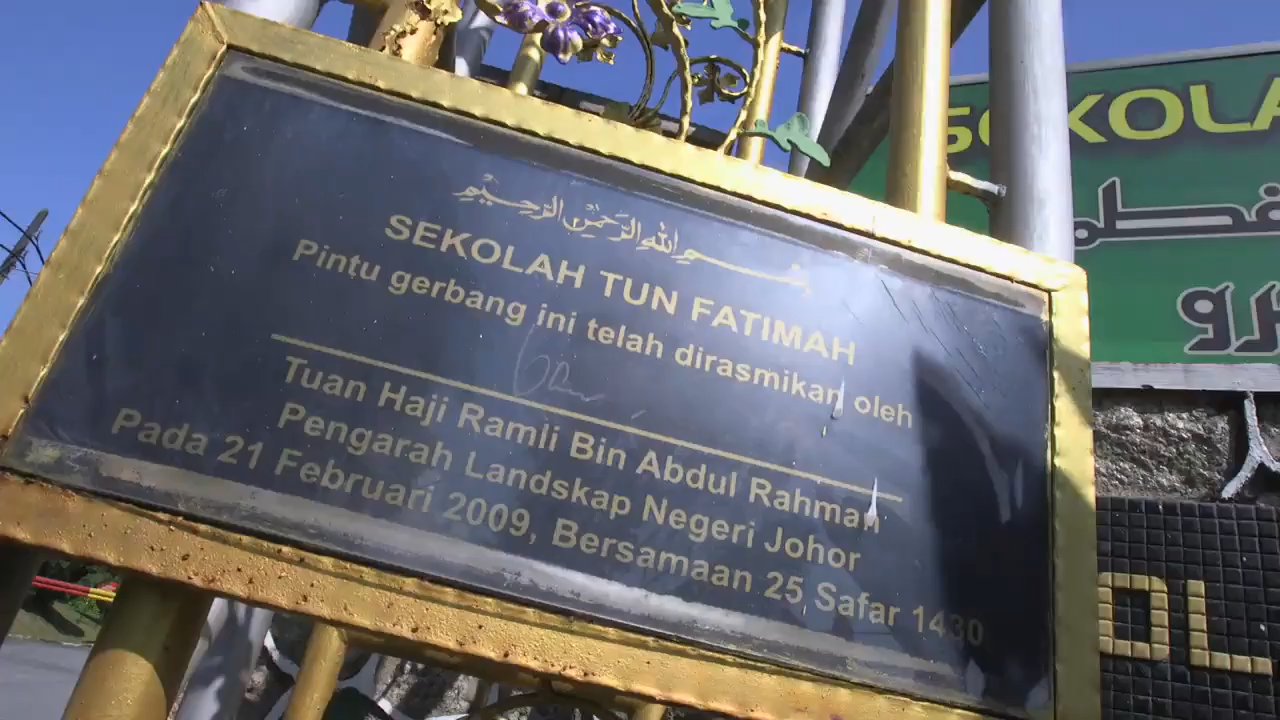 بسم الله الرحمن الرحيم
SEKOLAH TUN FATIMAH
Pintu gerbang ini telah dirasmikan oleh
Tuan Haji Ramli Bin Abdul Rahman
Pengarah Landskap Negeri Johor
Pada 21 Februari 2009, Bersamaan 25 Safar 1430
SEKOLA
OL